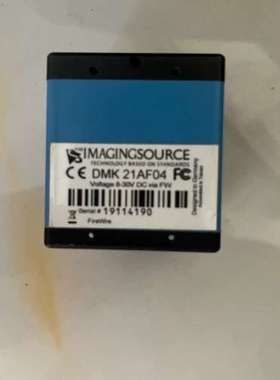 THE IMAGINGSOURCE
TECHNOLOGY BASED ON STANDARDS
CE DMK 21AF04 FC
Voltage 8-30V DC via FW
Serial # 19114190
FireWire
Designed in Germany